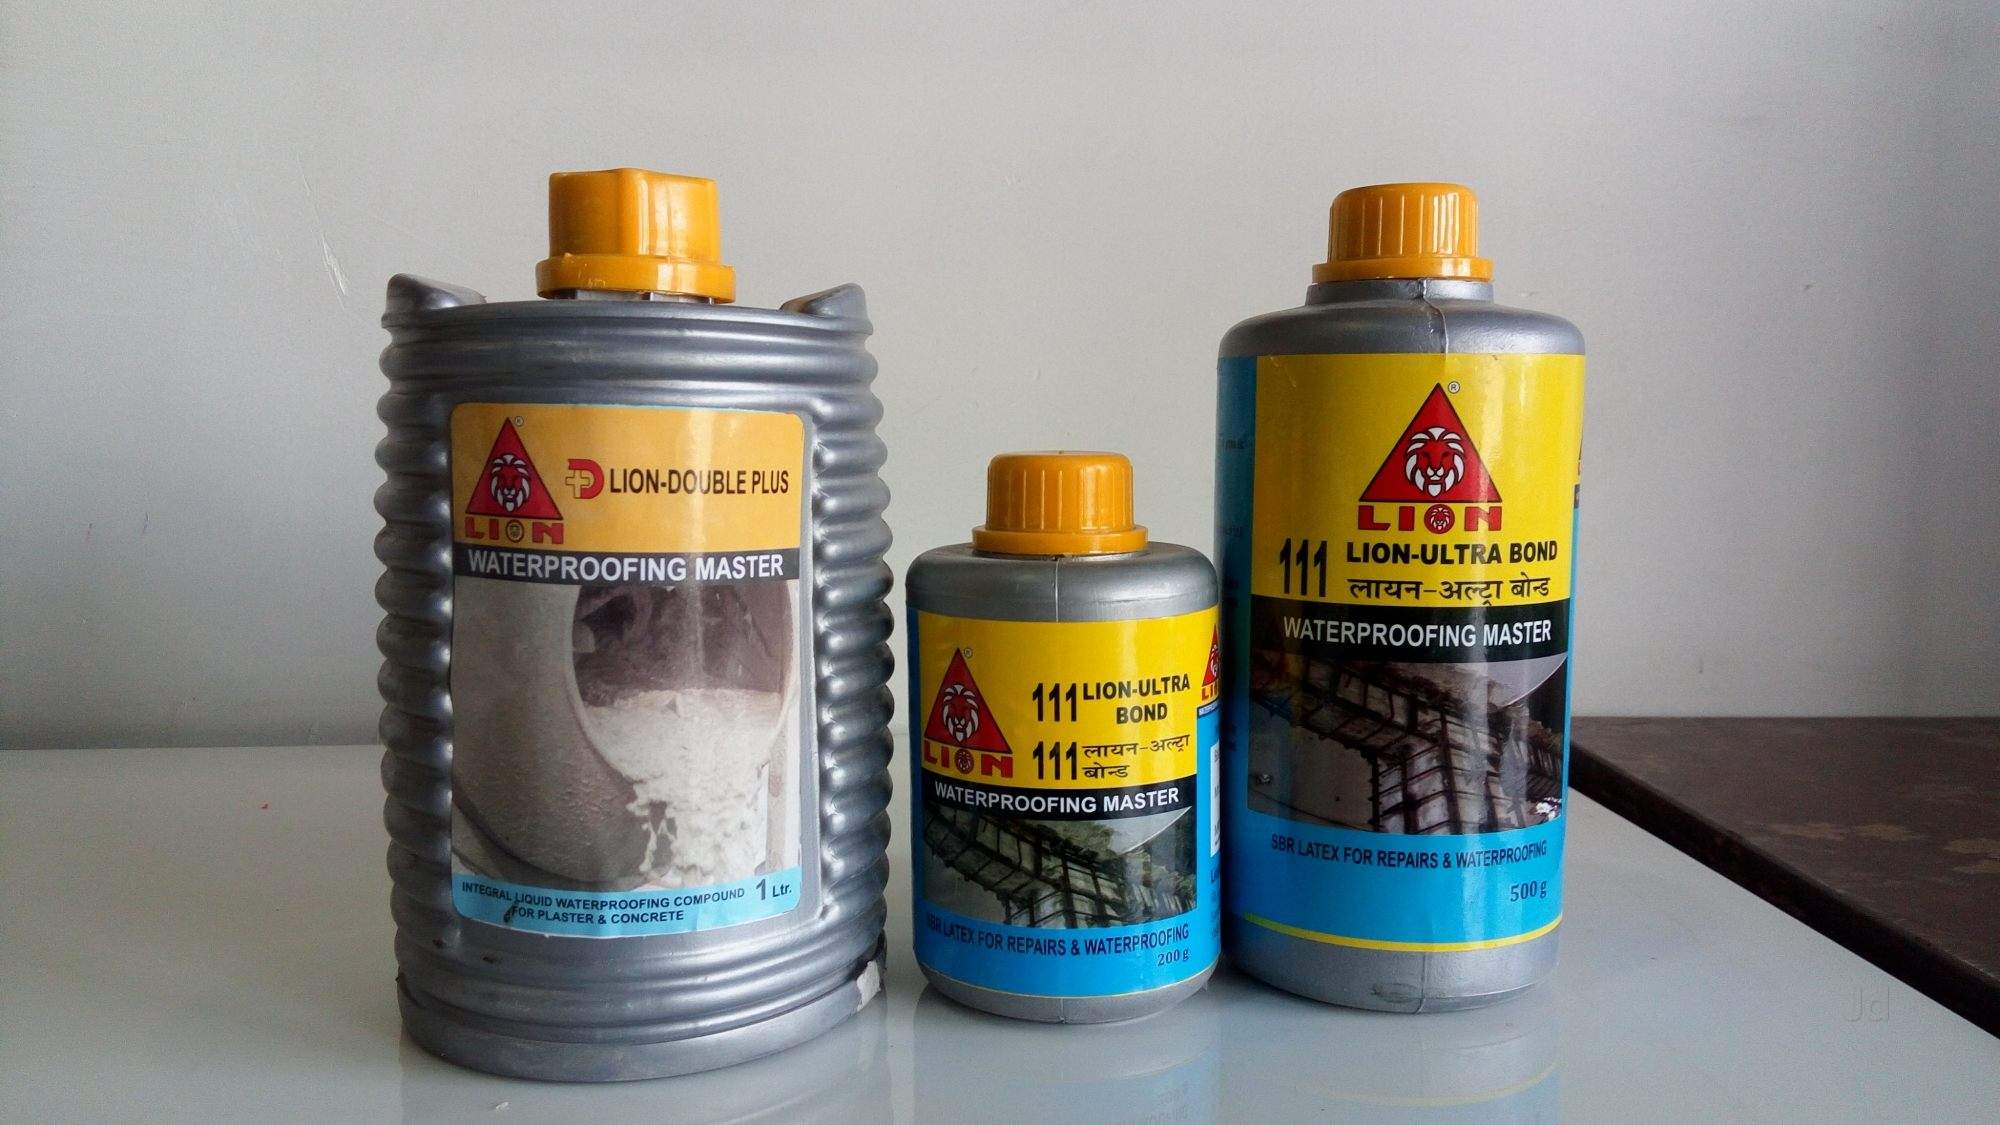 ®
LION
LION-DOUBLE PLUS
WATERPROOFING MASTER
INTEGRAL LIQUID WATERPROOFING COMPOUND 1 Ltr.
FOR PLASTER & CONCRETE
®
LION
111 LION-ULTRA
BOND
111 लायन-अल्ट्रा
बोन्ड
WATERPROOFING MASTER
SBR LATEX FOR REPAIRS & WATERPROOFING
200 g
®
LION
111 LION-ULTRA BOND
लायन-अल्ट्रा बोन्ड
WATERPROOFING MASTER
SBR LATEX FOR REPAIRS & WATERPROOFING
500 g
Jd